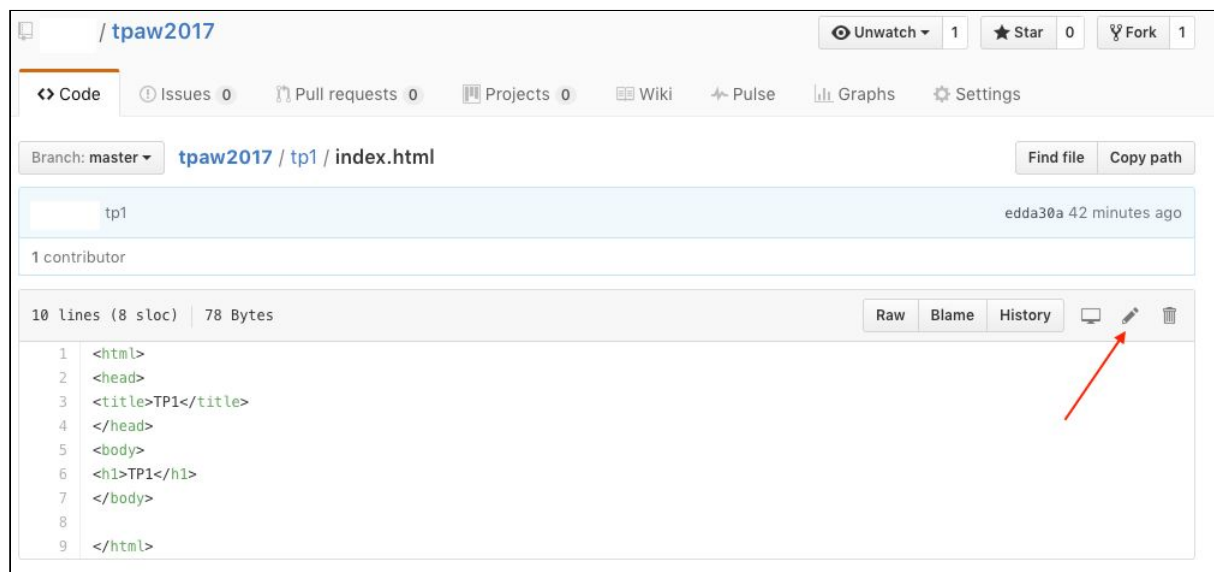 / tpaw2017
Unwatch 1 Star 0 Fork 1
<> Code Issues 0 Pull requests 0 Projects 0 Wiki Pulse Graphs Settings
Branch: master tpaw2017 / tp1 / index.html Find file Copy path
tp1 edda30a 42 minutes ago
1 contributor
10 lines (8 sloc) 78 Bytes Raw Blame History
1 <html>
2 <head>
3 <title>TP1</title>
4 </head>
5 <body>
6 <h1>TP1</h1>
7 </body>
8
9 </html>